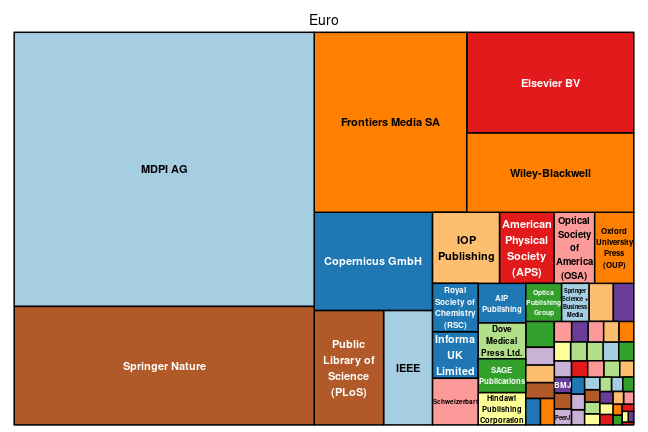 Euro
MDPI AG
Springer Nature
Frontiers Media SA
Elsevier BV
Wiley-Blackwell
Copernicus GmbH
Public
Library of
Science
(PLoS)
IEEE
IOP
Publishing
American
Physical
Society
(APS)
Optical
Society
of
America
(OSA)
Oxford
University
Press
(OUP)
Royal
Society of
Chemistry
(RSC)
Informa
UK
Limited
Schweizerbart
AIP
Publishing
Dove
Medical
Press Ltd.
SAGE
Publications
Hindawi
Publishing
Corporation
Optica
Publishing
Group
Springer
Science +
Business
Media
BMJ
PeerJ